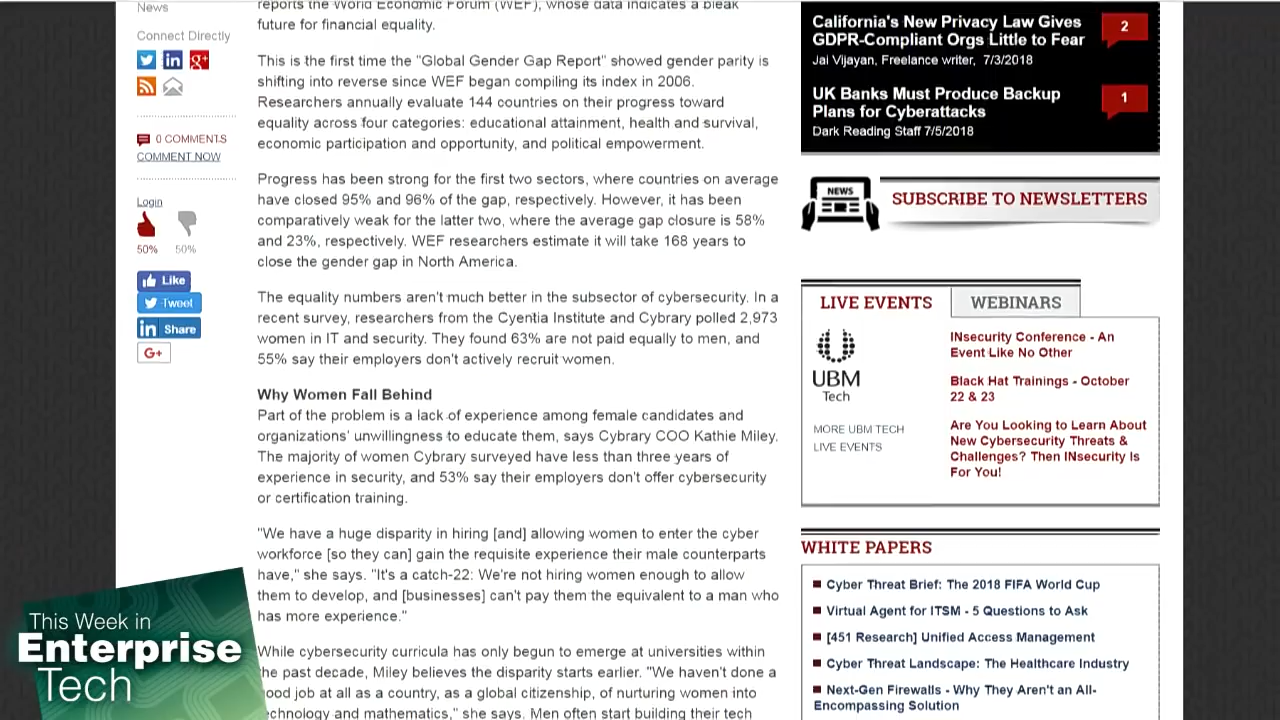 News
Connect Directly
0 COMMENTS
COMMENT NOW
Login
50%
50%
Like
Tweet
in Share
G+
reports the World Economic Forum (WEF), whose data indicates a bleak
future for financial equality.
This is the first time the "Global Gender Gap Report" showed gender parity is
shifting into reverse since WEF began compiling its index in 2006.
Researchers annually evaluate 144 countries on their progress toward
equality across four categories: educational attainment, health and survival,
economic participation and opportunity, and political empowerment.
Progress has been strong for the first two sectors, where countries on average
have closed 95% and 96% of the gap, respectively. However, it has been
comparatively weak for the latter two, where the average gap closure is 58%
and 23%, respectively. WEF researchers estimate it will take 168 years to
close the gender gap in North America.
The equality numbers aren't much better in the subsector of cybersecurity. In a
recent survey, researchers from the Cyentia Institute and Cybrary polled 2,973
women in IT and security. They found 63% are not paid equally to men, and
55% say their employers don't actively recruit women.
Why Women Fall Behind
Part of the problem is a lack of experience among female candidates and
organizations' unwillingness to educate them, says Cybrary COO Kathie Miley.
The majority of women Cybrary surveyed have less than three years of
experience in security, and 53% say their employers don't offer cybersecurity
or certification training.
"We have a huge disparity in hiring [and] allowing women to enter the cyber
workforce [so they can] gain the requisite experience their male counterparts
have," she says. "It's a catch-22: We're not hiring women enough to allow
them to develop, and [businesses] can't pay them the equivalent to a man who
has more experience."
While cybersecurity curricula has only begun to emerge at universities within
the past decade, Miley believes the disparity starts earlier. "We haven't done a
good job at all as a country, as a global citizenship, of nurturing women into
technology and mathematics," she says. Men often start building their tech
California's New Privacy Law Gives
GDPR-Compliant Orgs Little to Fear
Jai Vijayan, Freelance writer, 7/3/2018
2
UK Banks Must Produce Backup
Plans for Cyberattacks
Dark Reading Staff 7/5/2018
1
NEWS
SUBSCRIBE TO NEWSLETTERS
LIVE EVENTS
WEBINARS
UBM
Tech
MORE UBM TECH
LIVE EVENTS
INsecurity Conference - An
Event Like No Other
Black Hat Trainings - October
22 & 23
Are You Looking to Learn About
New Cybersecurity Threats &
Challenges? Then INsecurity Is
For You!
WHITE PAPERS
Cyber Threat Brief: The 2018 FIFA World Cup
Virtual Agent for ITSM - 5 Questions to Ask
[451 Research] Unified Access Management
Cyber Threat Landscape: The Healthcare Industry
Next-Gen Firewalls - Why They Aren't an All-
Encompassing Solution
This Week in
Enterprise
Tech